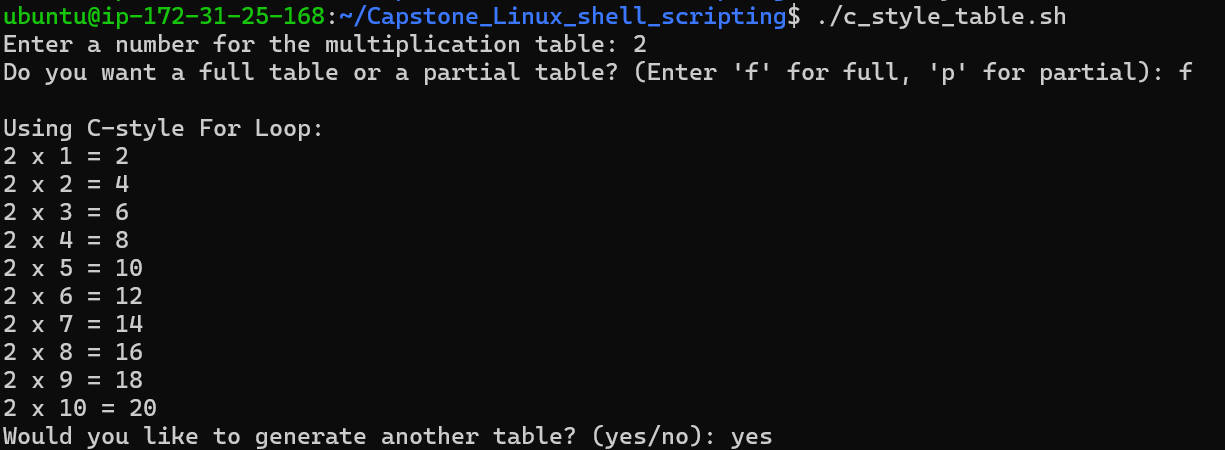 ubuntu@ip-172-31-25-168:~/Capstone_Linux_shell_scripting$ ./c_style_table.sh
Enter a number for the multiplication table: 2
Do you want a full table or a partial table? (Enter 'f' for full, 'p' for partial): f
Using C-style For Loop:
2 x 1 = 2
2 x 2 = 4
2 x 3 = 6
2 x 4 = 8
2 x 5 = 10
2 x 6 = 12
2 x 7 = 14
2 x 8 = 16
2 x 9 = 18
2 x 10 = 20
Would you like to generate another table? (yes/no): yes